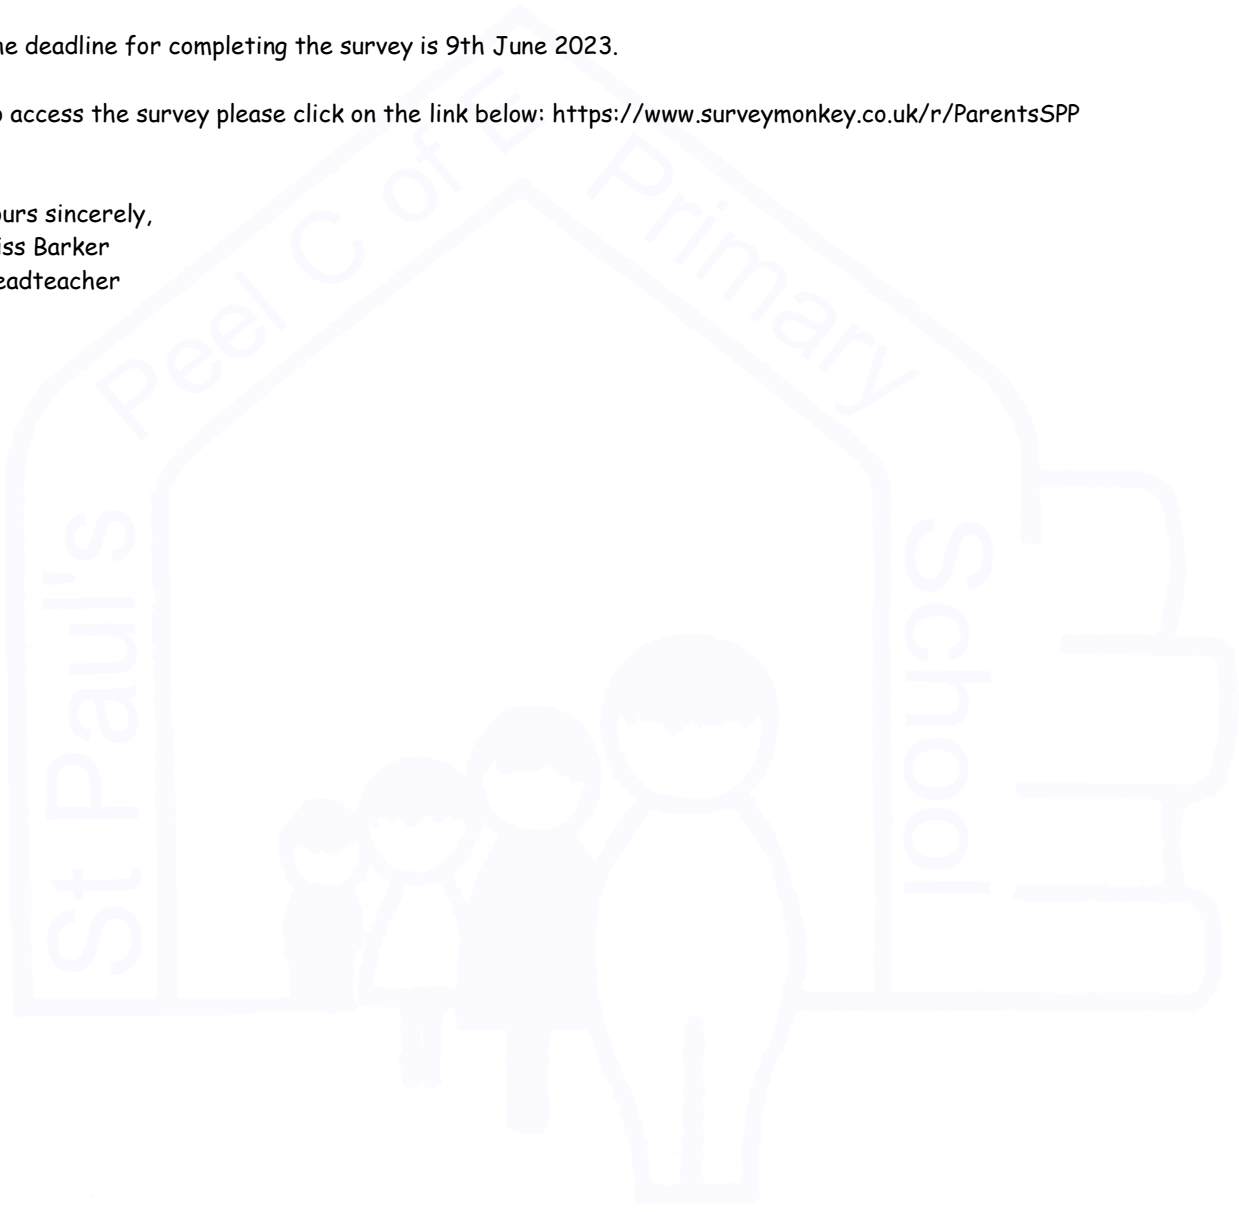 he deadline for completing the survey is 9th June 2023.
o access the survey please click on the link below: https://www.surveymonkey.co.uk/r/ParentsSPP
ours sincerely,
iss Barker
eadteacher
St Paul's Peel C of E Primary School